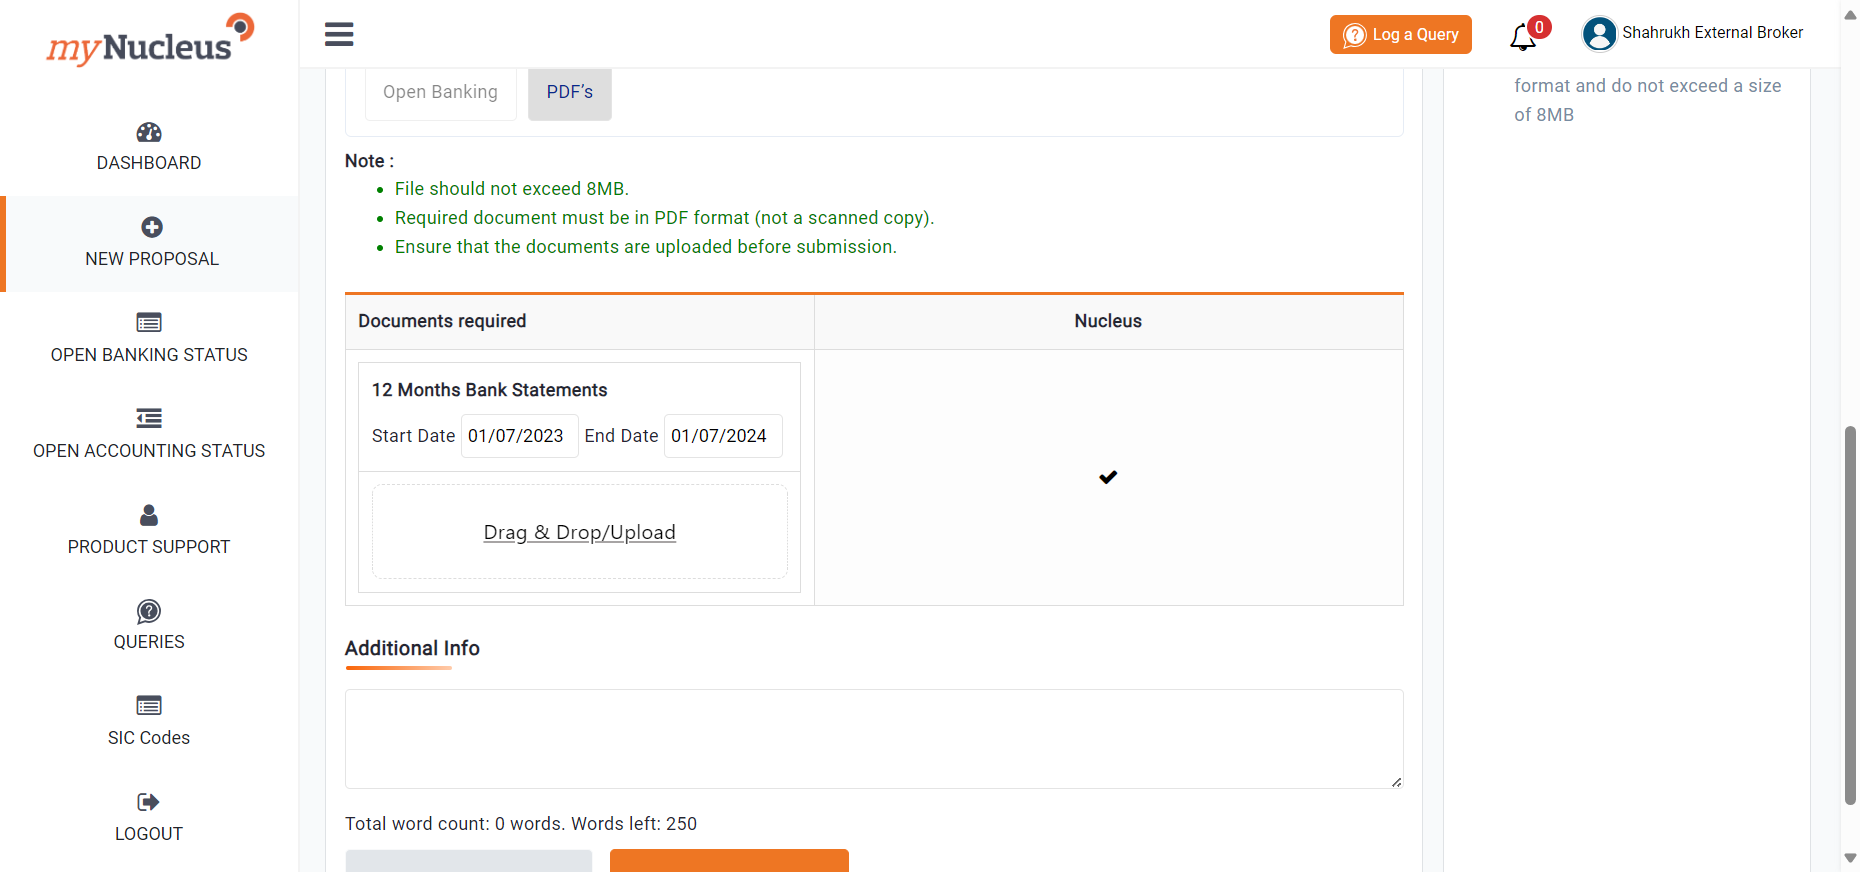 myNucleus
Log a Query
0
Shahrukh External Broker
DASHBOARD
NEW PROPOSAL
OPEN BANKING STATUS
OPEN ACCOUNTING STATUS
PRODUCT SUPPORT
QUERIES
SIC Codes
LOGOUT
Open Banking
PDF’s
Note :
File should not exceed 8MB.
Required document must be in PDF format (not a scanned copy).
Ensure that the documents are uploaded before submission.
Documents required
Nucleus
12 Months Bank Statements
Start Date 01/07/2023 End Date 01/07/2024
Drag & Drop/Upload
Additional Info
Total word count: 0 words. Words left: 250
format and do not exceed a size
of 8MB